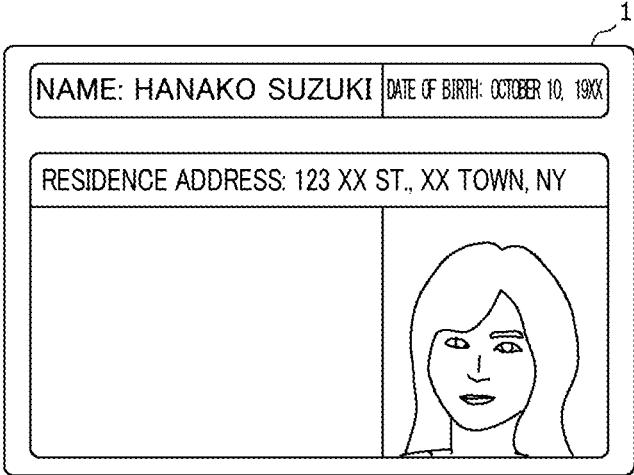 1
NAME: HANAKO SUZUKI DATE OF BIRTH: OCTOBER 10, 19XX
RESIDENCE ADDRESS: 123 XX ST., XX TOWN, NY